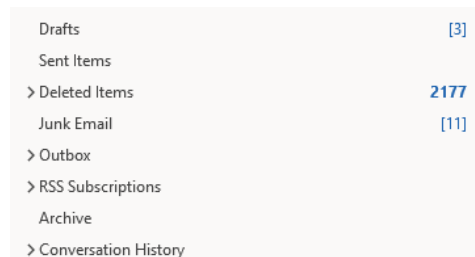 Drafts [3]
Sent Items
Deleted Items 2177
Junk Email [11]
Outbox
RSS Subscriptions
Archive
Conversation History